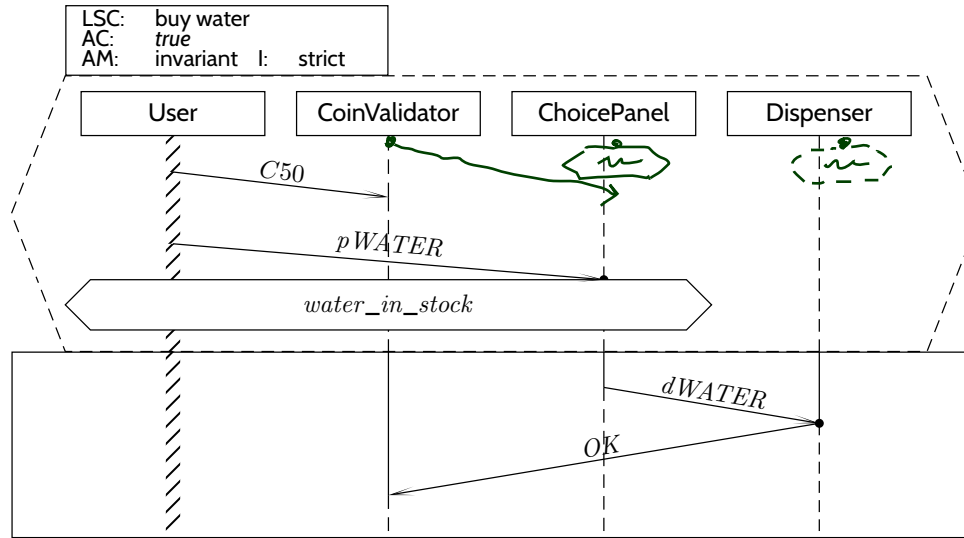 LSC: buy water
AC: true
AM: invariant I: strict
User CoinValidator ChoicePanel Dispenser
C50
pWATER
water_in_stock
dWATER
OK